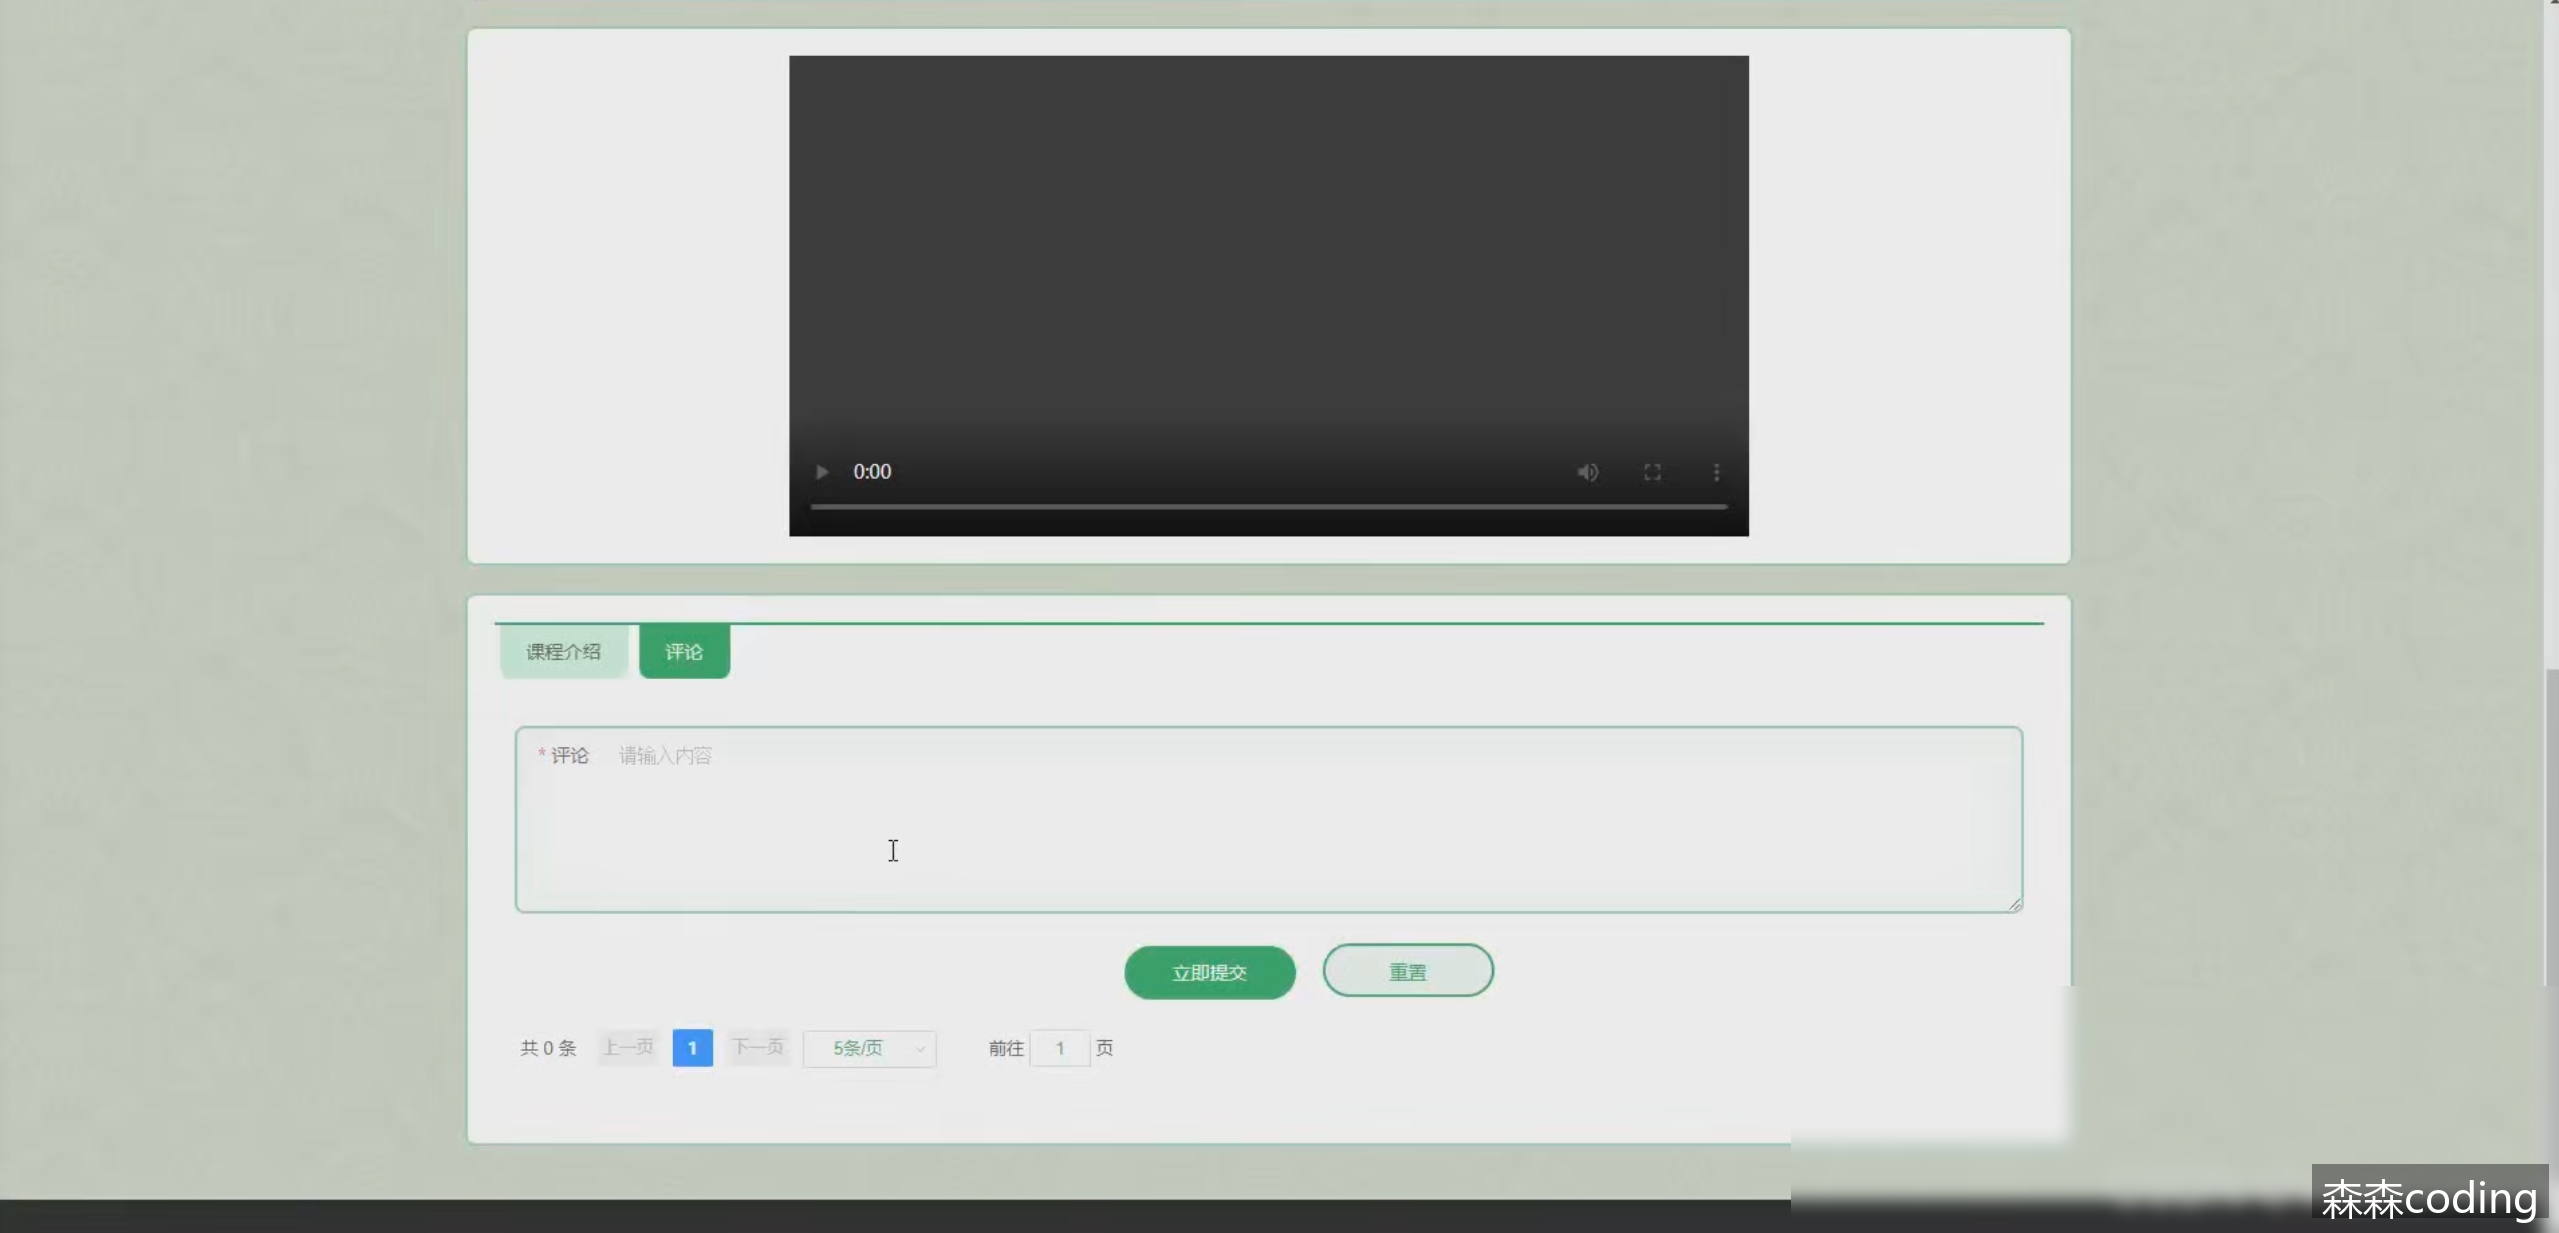 0:00
课程介绍 评论
* 评论 请输入内容
立即提交 重置
共 0 条 上一页 1 下一页 5条/页 前往 1 页
森森coding